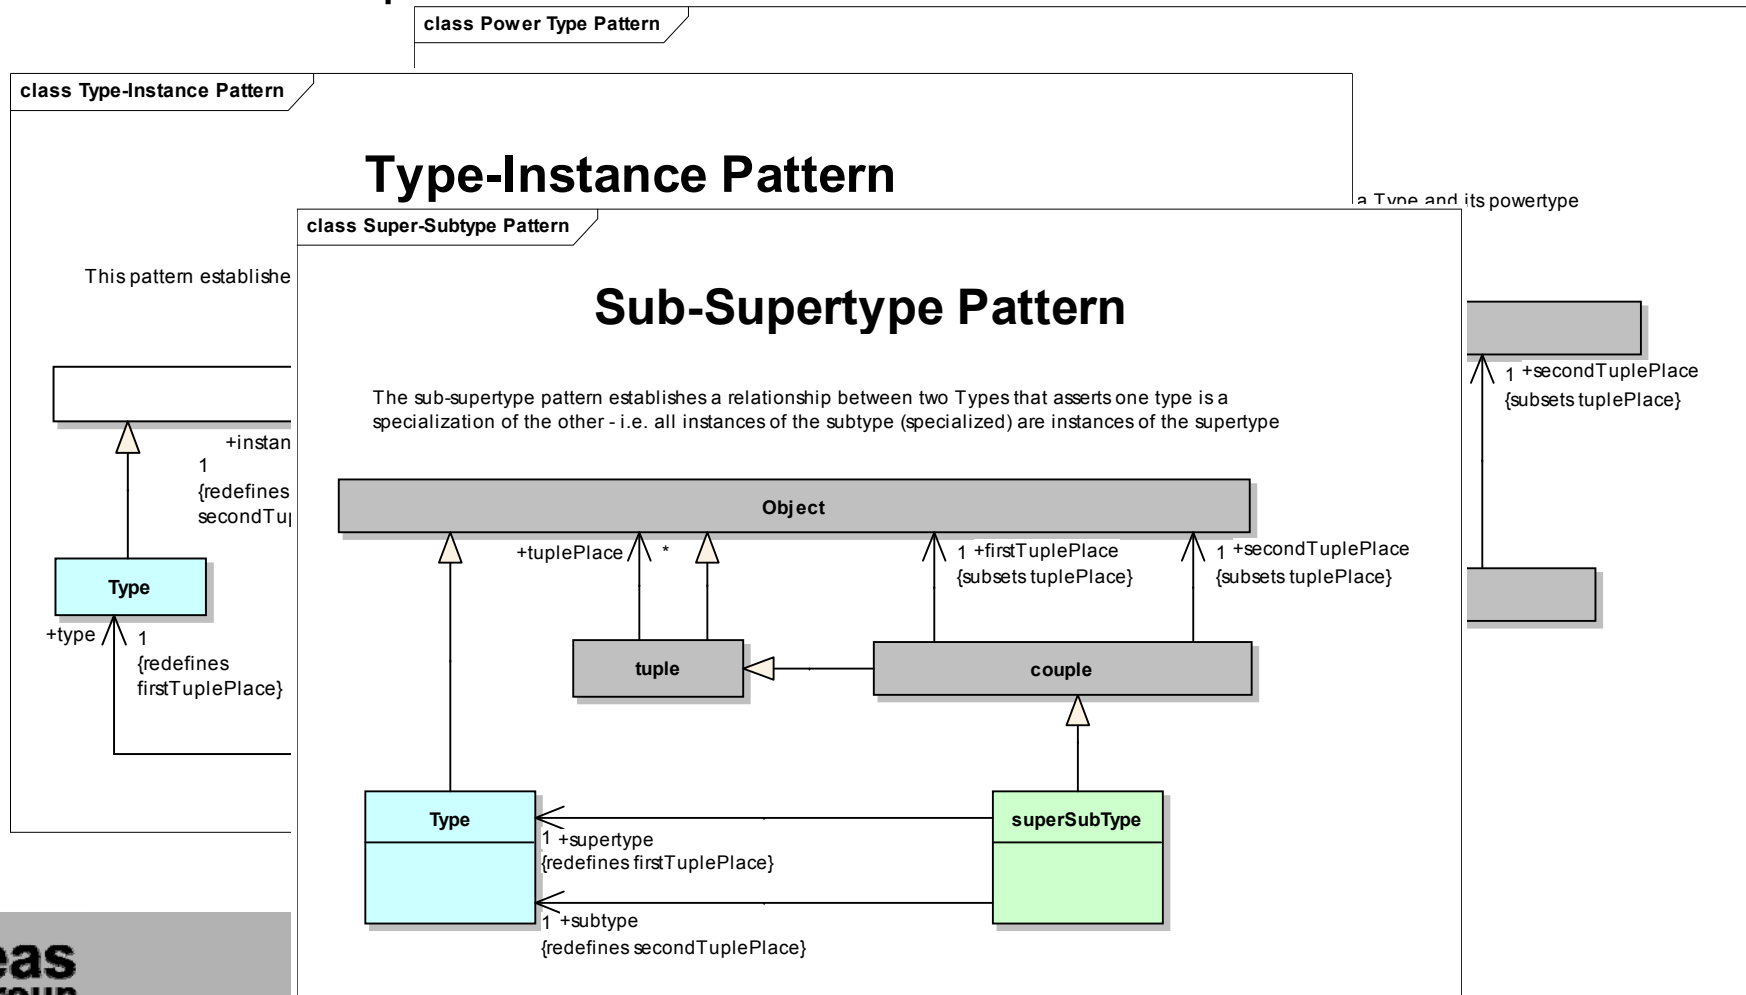 class Power Type Pattern
class Type-Instance Pattern
Type-Instance Pattern
a Type and its powertype
class Super-Subtype Pattern
This pattern establishe
Sub-Supertype Pattern
The sub-supertype pattern establishes a relationship between two Types that asserts one type is a
specialization of the other - i.e. all instances of the subtype (specialized) are instances of the supertype
1 +secondTuplePlace
{subsets tuplePlace}
+instan
1
{redefines
secondTup
Object
+tuplePlace *
1 +firstTuplePlace
{subsets tuplePlace}
1 +secondTuplePlace
{subsets tuplePlace}
Type
+type 1
{redefines
firstTuplePlace}
tuple
couple
Type
superSubType
1 +supertype
{redefines firstTuplePlace}
1 +subtype
{redefines secondTuplePlace}
eas